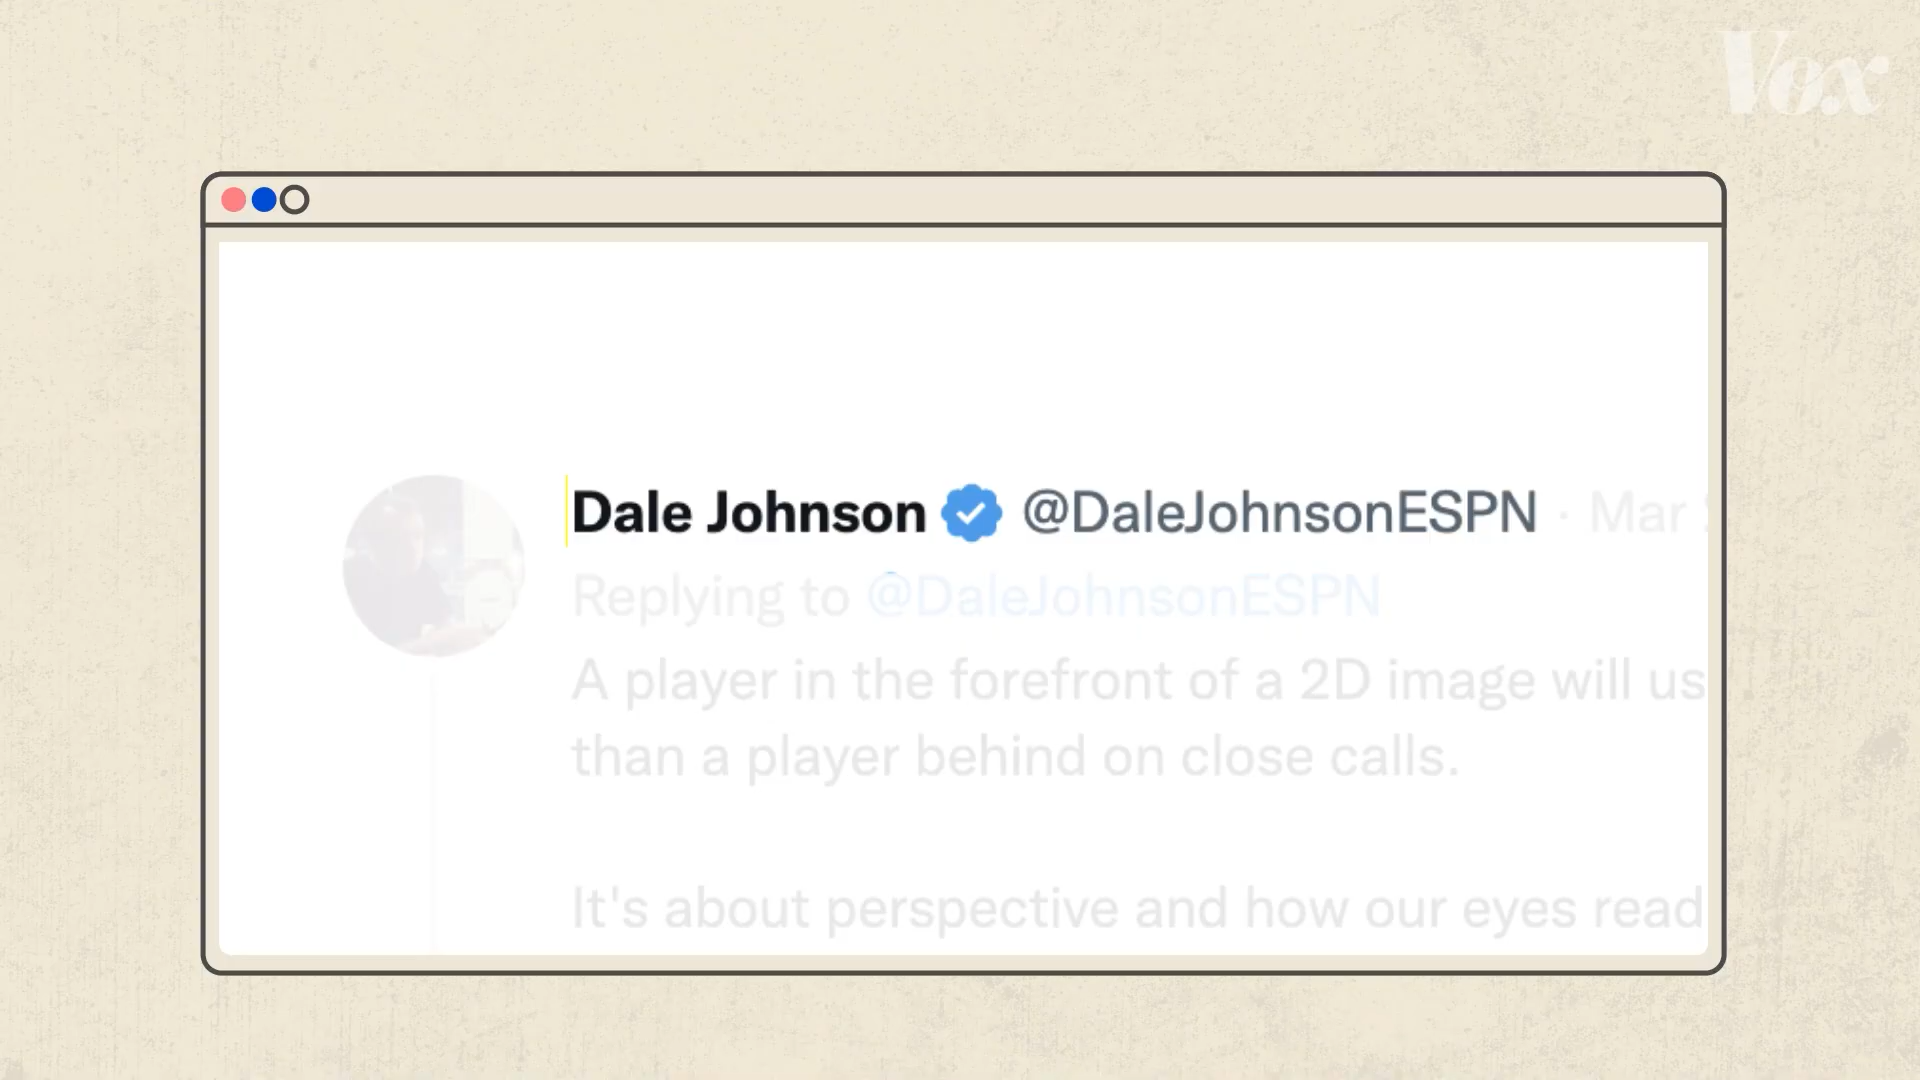 Vox
Dale Johnson @DaleJohnsonESPN · Mar
Replying to @DaleJohnsonESPN
A player in the forefront of a 2D image will us
than a player behind on close calls.
It's about perspective and how our eyes read